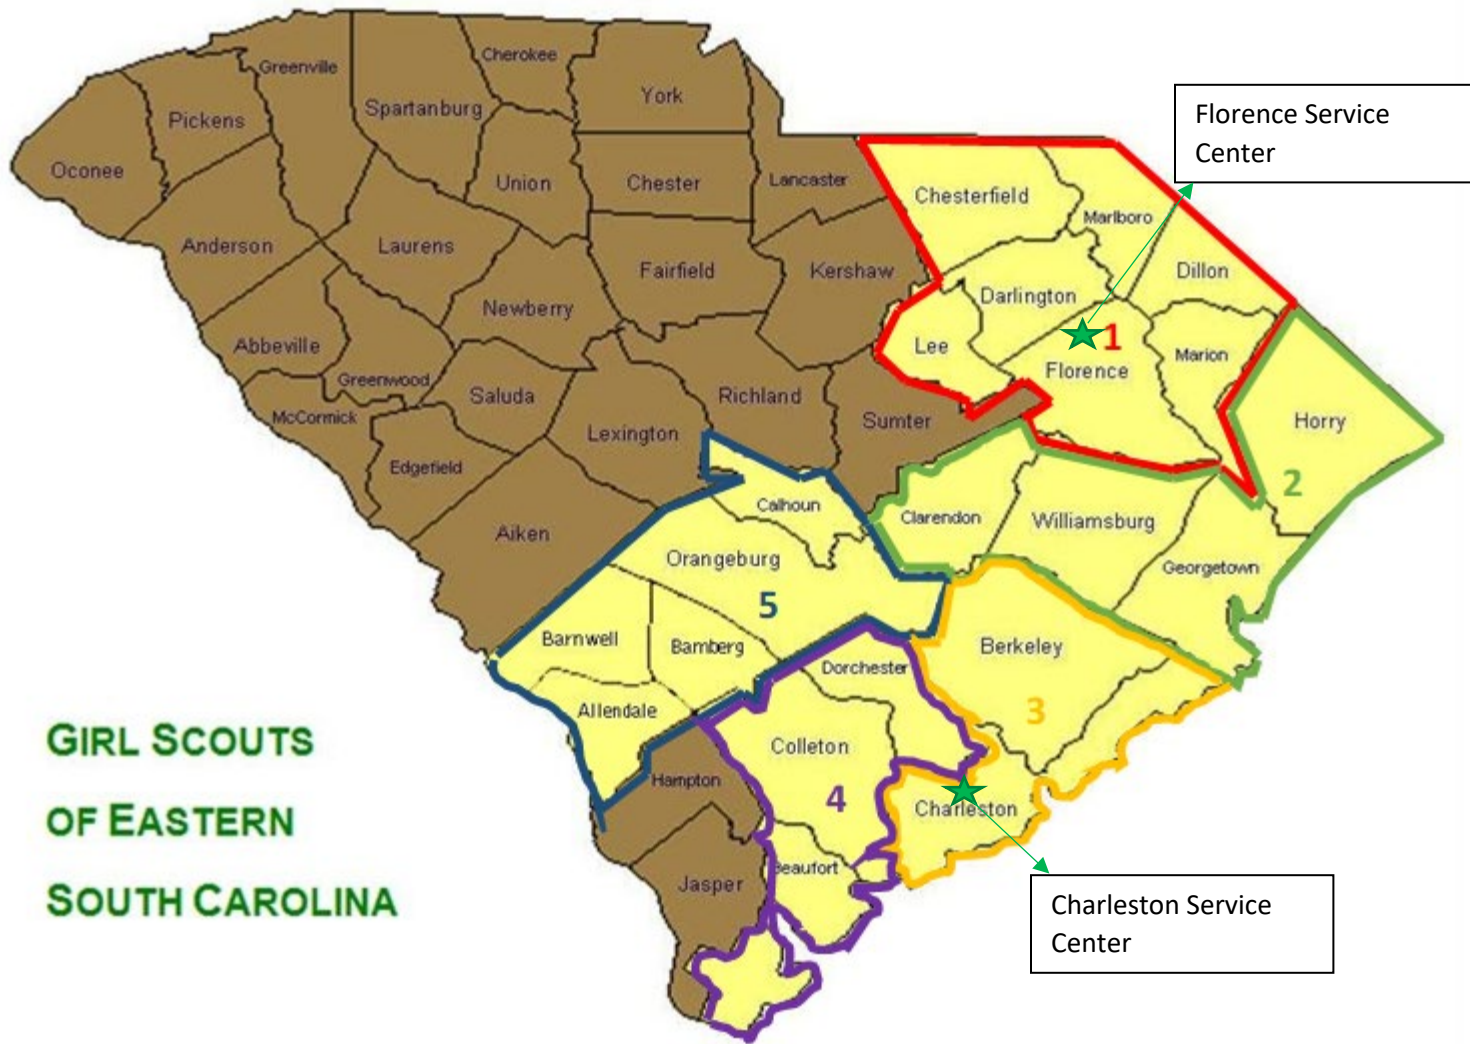 Cherokee
Greenville
York
Spartanburg
Pickens
Florence Service
Center
Oconee
Union
Chester
Lancaster
Chesterfield
Marlboro
Anderson
Laurens
Fairfield
Kershaw
Dillon
Darlington
Newberry
1
Abbeville
Lee
Marion
Florence
Greenwood
Saluda
Richland
McCormick
Sumter
Horry
Lexington
Edgefield
2
Calhoun
Clarendon
Williamsburg
Aiken
Orangeburg
Georgetown
5
Barnwell
Bamberg
Berkeley
Dorchester
Allendale
3
GIRL SCOUTS
OF EASTERN
SOUTH CAROLINA
Colleton
Hampton
4
Charleston
Beaufort
Jasper
Charleston Service
Center